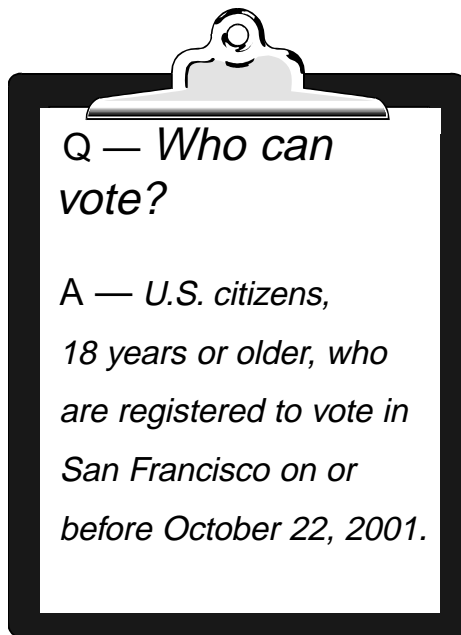 Q — Who can
vote?
A — U.S. citizens,
18 years or older, who
are registered to vote in
San Francisco on or
before October 22, 2001.